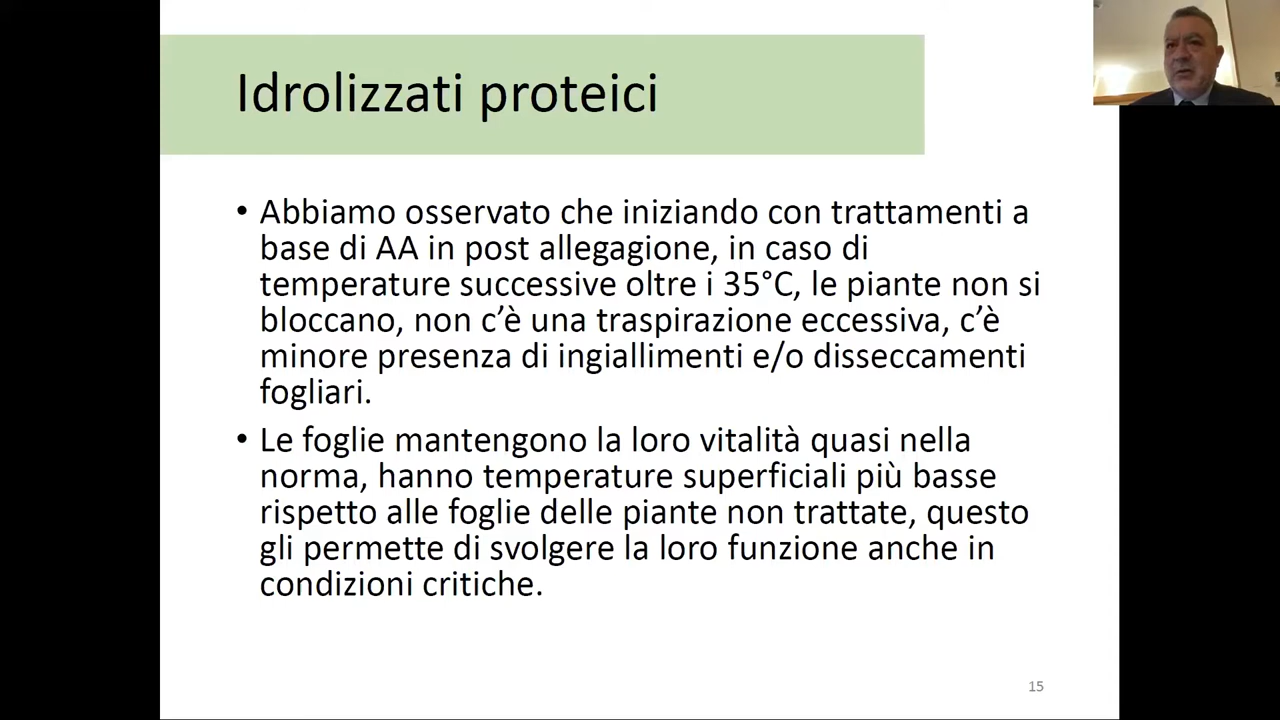 Idrolizzati proteici
• Abbiamo osservato che iniziando con trattamenti a
base di AA in post allegagione, in caso di
temperature successive oltre i 35°C, le piante non si
bloccano, non c’è una traspirazione eccessiva, c’è
minore presenza di ingiallimenti e/o disseccamenti
fogliari.
• Le foglie mantengono la loro vitalità quasi nella
norma, hanno temperature superficiali più basse
rispetto alle foglie delle piante non trattate, questo
gli permette di svolgere la loro funzione anche in
condizioni critiche.
15